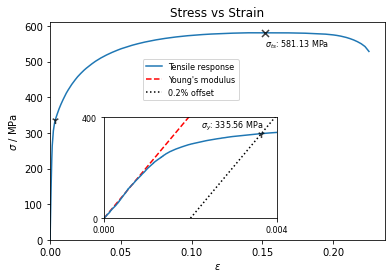 Stress vs Strain
600
500
400
300
200
100
0
σ / MPa
σts: 581.13 MPa
Tensile response
Young's modulus
0.2% offset
400
σy: 335.56 MPa
0
0.000
0.004
0.00
0.05
0.10
0.15
0.20
ε